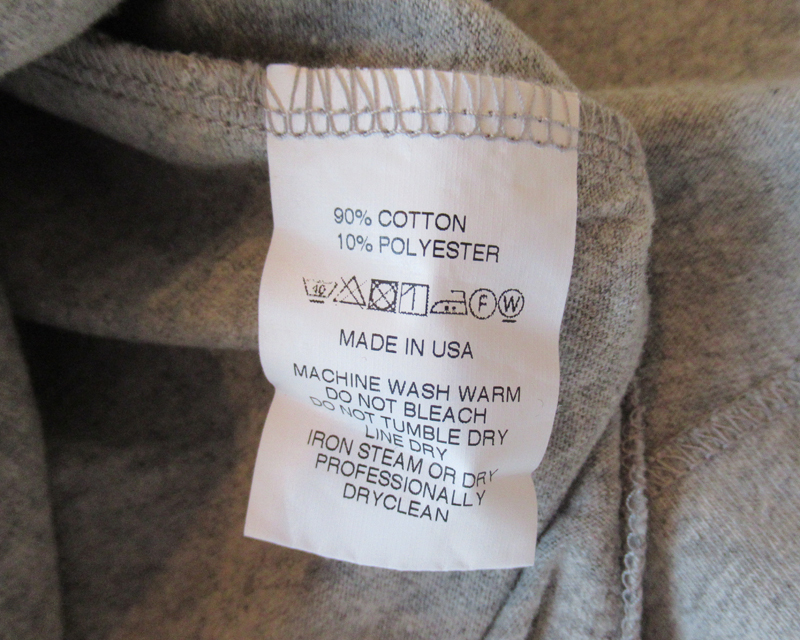 90% COTTON
10% POLYESTER
40 F W
MADE IN USA
MACHINE WASH WARM
DO NOT BLEACH
DO NOT TUMBLE DRY
LINE DRY
IRON STEAM OR DRY
PROFESSIONALLY
DRYCLEAN